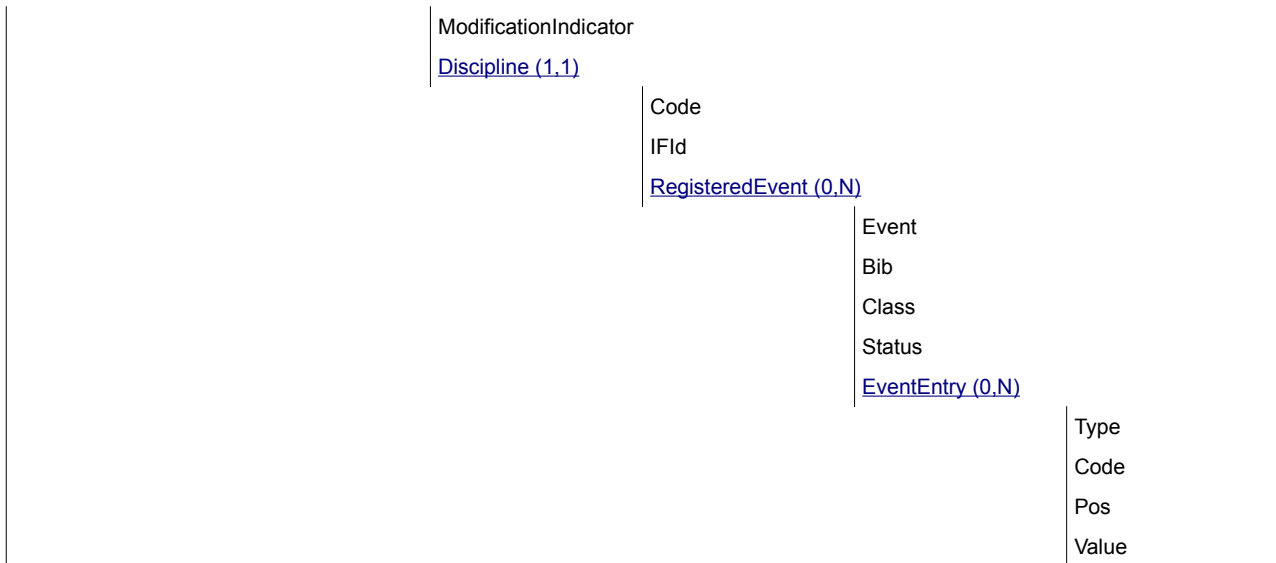 ModificationIndicator
Discipline (1,1)
Code
IFId
RegisteredEvent (0,N)
Event
Bib
Class
Status
EventEntry (0,N)
Type
Code
Pos
Value